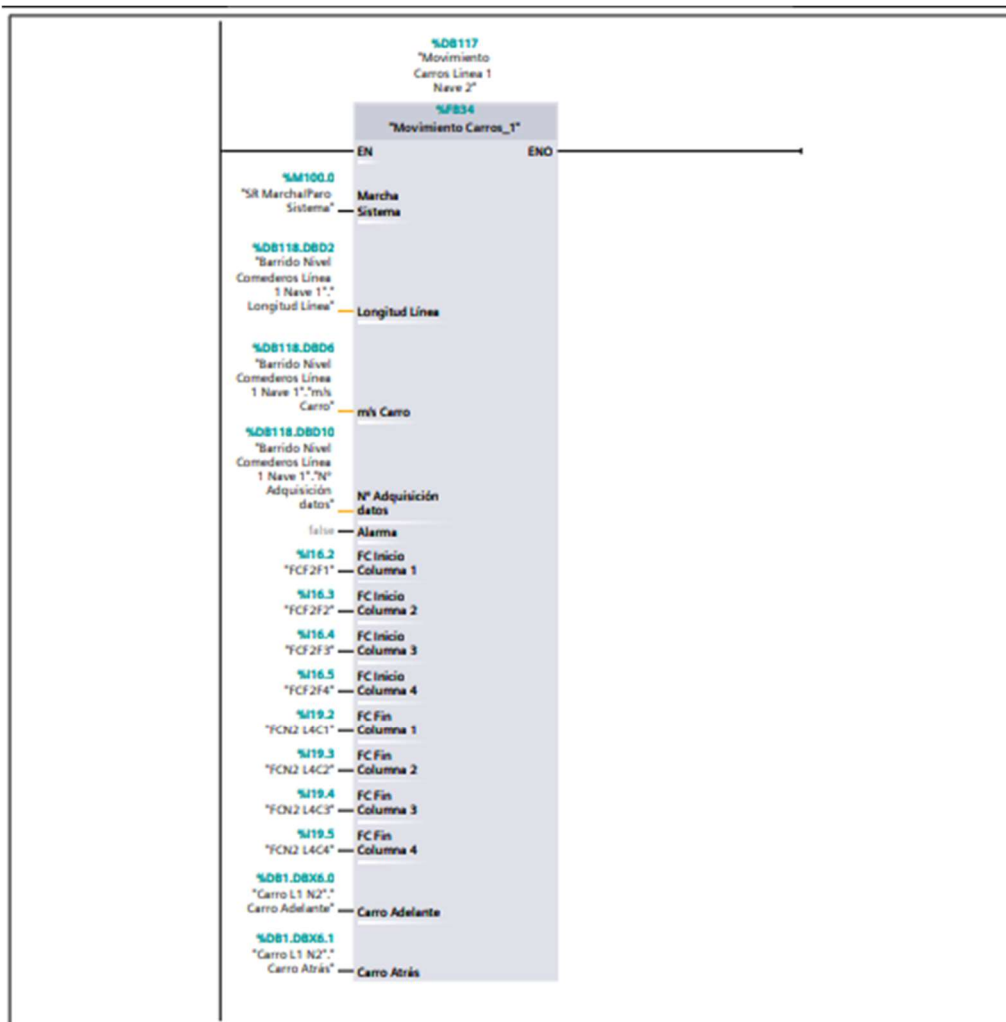 %DB117
"Movimiento
Carros Linea 1
Nave 2"
%FB34
"Movimiento Carros_1"
EN
ENO
%M100.0
"SR Marcha/Paro
Sistema"
Marcha
Sistema
%DB118.DBD2
"Barrido Nivel
Comederos Línea
1 Nave 1"."
Longitud Línea"
Longitud Línea
%DB118.DBD6
"Barrido Nivel
Comederos Línea
1 Nave 1"."m/s
Carro"
m/s Carro
%DB118.DBD10
"Barrido Nivel
Comederos Línea
1 Nave 1"."Nº
Adquisición
datos"
Nº Adquisición
datos
false
Alarma
%I16.2
"FCF2F1"
FC Inicio
Columna 1
%I16.3
"FCF2F2"
FC Inicio
Columna 2
%I16.4
"FCF2F3"
FC Inicio
Columna 3
%I16.5
"FCF2F4"
FC Inicio
Columna 4
%I19.2
"FCN2 L4C1"
FC Fin
Columna 1
%I19.3
"FCN2 L4C2"
FC Fin
Columna 2
%I19.4
"FCN2 L4C3"
FC Fin
Columna 3
%I19.5
"FCN2 L4C4"
FC Fin
Columna 4
%DB1.DBX6.0
"Carro L1 N2"."
Carro Adelante"
Carro Adelante
%DB1.DBX6.1
"Carro L1 N2"."
Carro Atrás"
Carro Atrás